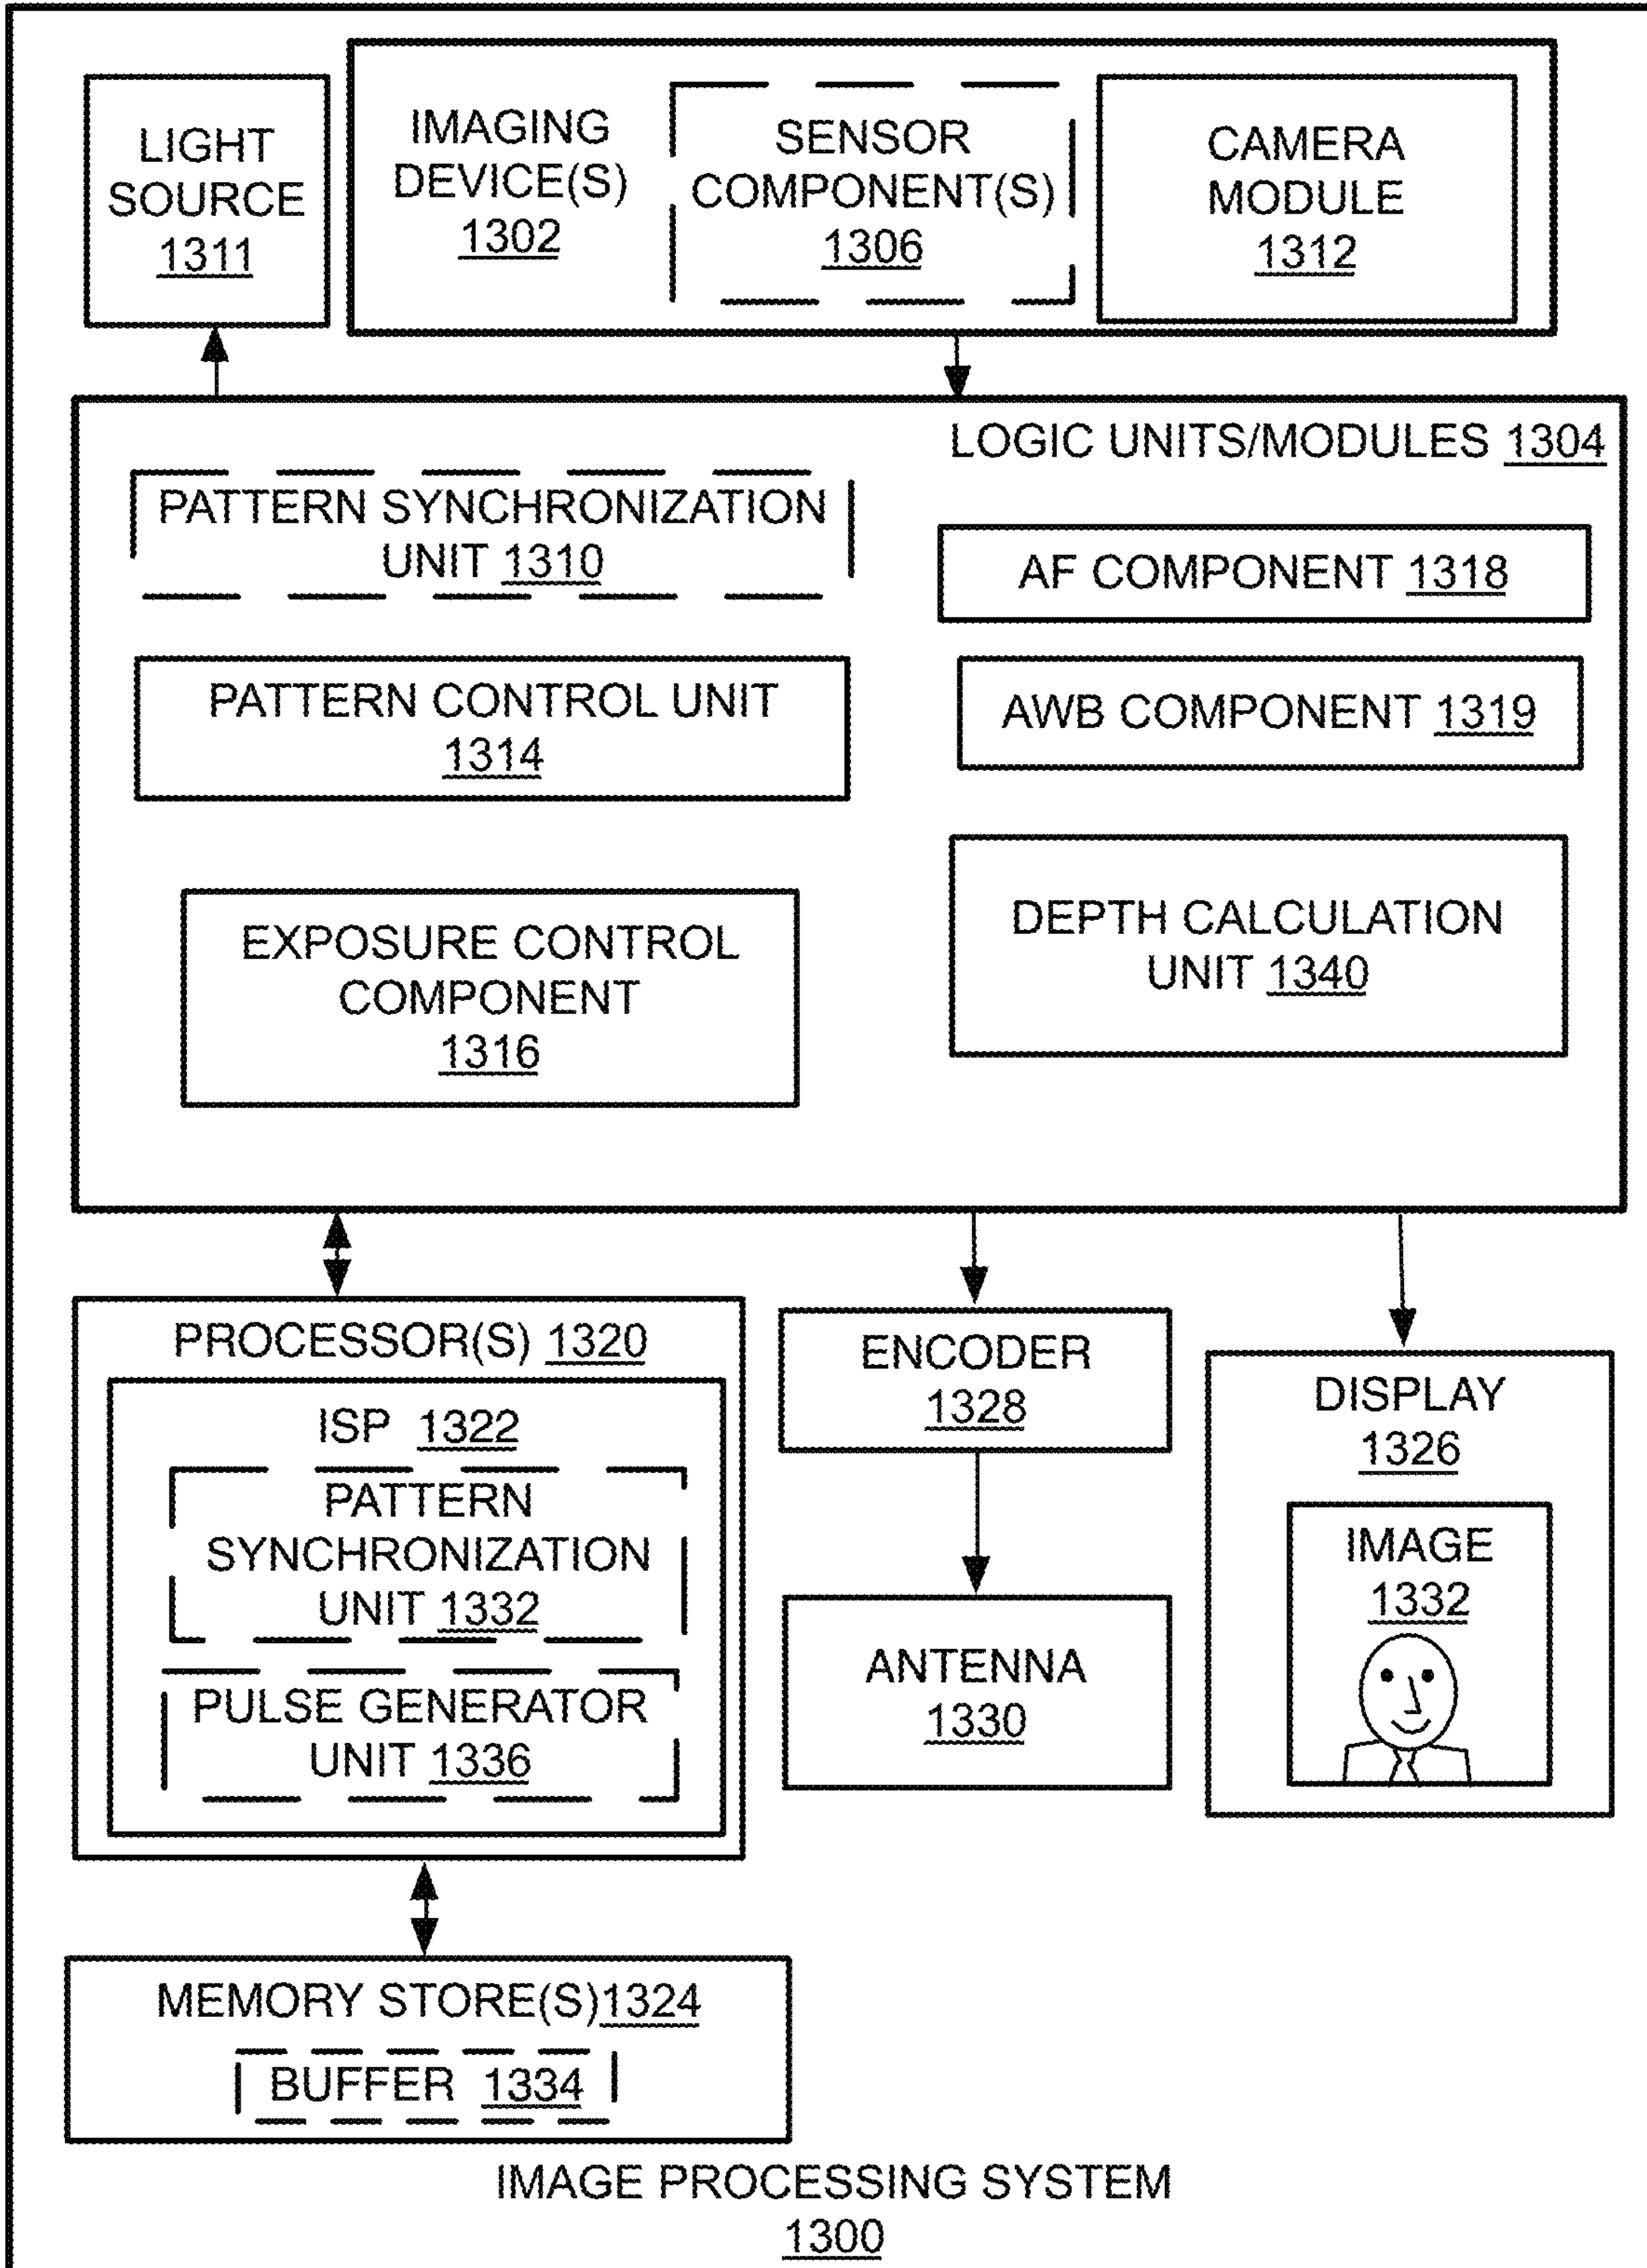 LIGHT
SOURCE
1311
IMAGING
DEVICE(S)
1302
SENSOR
COMPONENT(S)
1306
CAMERA
MODULE
1312
LOGIC UNITS/MODULES 1304
PATTERN SYNCHRONIZATION
UNIT 1310
AF COMPONENT 1318
PATTERN CONTROL UNIT
1314
AWB COMPONENT 1319
EXPOSURE CONTROL
COMPONENT
1316
DEPTH CALCULATION
UNIT 1340
PROCESSOR(S) 1320
ISP 1322
PATTERN
SYNCHRONIZATION
UNIT 1332
PULSE GENERATOR
UNIT 1336
ENCODER
1328
ANTENNA
1330
DISPLAY
1326
IMAGE
1332
MEMORY STORE(S)1324
BUFFER 1334
IMAGE PROCESSING SYSTEM
1300